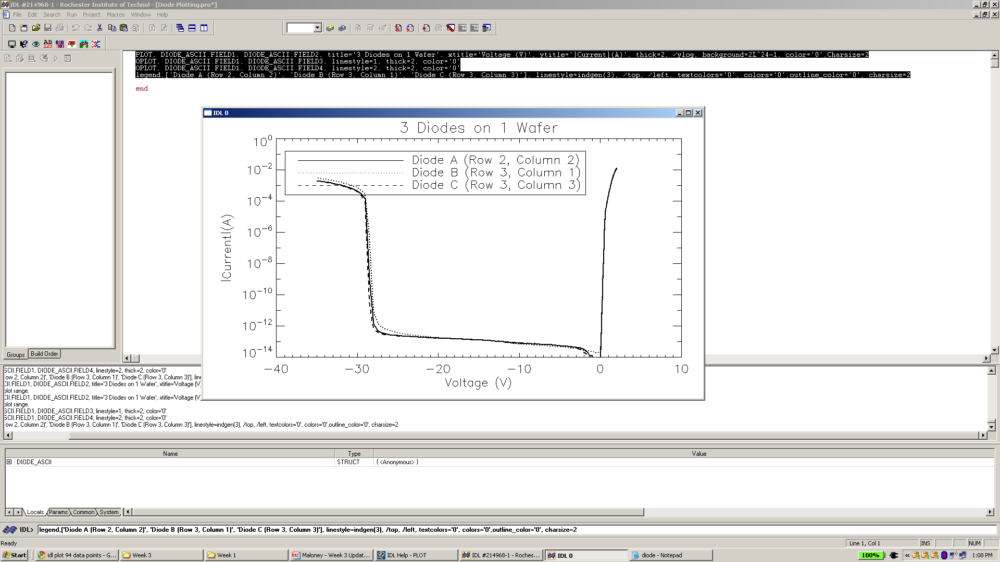 IDL #214968-1 - Rochester Institute of Technol - [Diode Plotting.pro*]
File Edit Search Run Project Macros Window Help
PLOT, DIODE_ASCII.FIELD1, DIODE_ASCII.FIELD2, title='3 Diodes on 1 Wafer', xtitle='Voltage (V)', ytitle='|Current|(A)', thick=2, /ylog, background=2L^24-1, color='0',Charsize=2
OPLOT, DIODE_ASCII.FIELD1, DIODE_ASCII.FIELD3, linestyle=1, thick=2, color='0'
OPLOT, DIODE_ASCII.FIELD1, DIODE_ASCII.FIELD4, linestyle=2, thick=2, color='0'
legend,['Diode A (Row 2, Column 2)', 'Diode B (Row 3, Column 1)', 'Diode C (Row 3, Column 3)'], linestyle=indgen(3), /top, /left, textcolors='0', colors='0',outline_color='0', charsize=2
end
IDL 0
3 Diodes on 1 Wafer
10^0
10^-2
10^-4
10^-6
10^-8
10^-10
10^-12
10^-14
|Current|(A)
Diode A (Row 2, Column 2)
Diode B (Row 3, Column 1)
Diode C (Row 3, Column 3)
-40 -30 -20 -10 0 10
Voltage (V)
Groups Build Order
SCII.FIELD1, DIODE_ASCII.FIELD4, linestyle=2, thick=2, color='0'
ow 2, Column 2)', 'Diode B (Row 3, Column 1)', 'Diode C (Row 3, Column 3)'], line
CII.FIELD1, DIODE_ASCII.FIELD2, title='3 Diodes on 1 Wafer', xtitle='Voltage (V
plot range.
CII.FIELD1, DIODE_ASCII.FIELD2, title='3 Diodes on 1 Wafer', xtitle='Voltage (V
plot range.
SCII.FIELD1, DIODE_ASCII.FIELD3, linestyle=1, thick=2, color='0'
SCII.FIELD1, DIODE_ASCII.FIELD4, linestyle=2, thick=2, color='0'
ow 2, Column 2)', 'Diode B (Row 3, Column 1)', 'Diode C (Row 3, Column 3)'], linestyle=indgen(3), /top, /left, textcolors='0', colors='0',outline_color='0', charsize=2
Name Type Value
DIODE_ASCII STRUCT { <Anonymous> }
Locals Params Common System
IDL> legend,['Diode A (Row 2, Column 2)', 'Diode B (Row 3, Column 1)', 'Diode C (Row 3, Column 3)'], linestyle=indgen(3), /top, /left, textcolors='0', colors='0',outline_color='0', charsize=2
Ready Line 1, Col 1 INS NUM
Start idl plot 94 data points - G... Week 3 Week 1 Maloney - Week 3 Updat... IDL Help - PLOT IDL #214968-1 - Roches... IDL 0 diode - Notepad 100% 1:08 PM